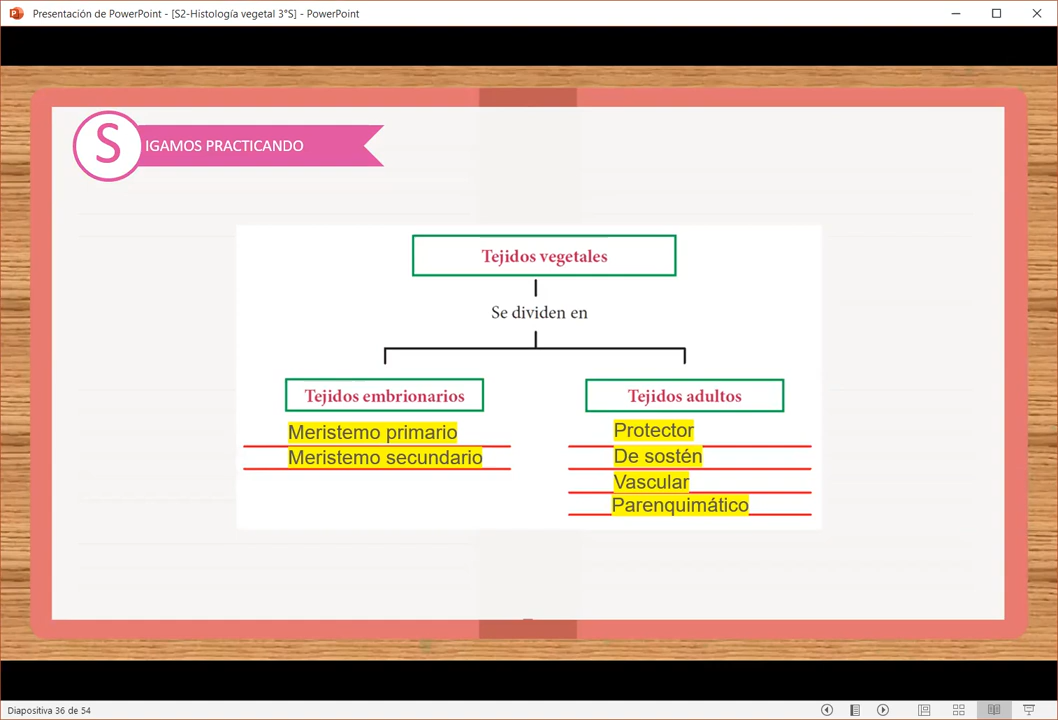 Presentación de PowerPoint - [S2-Histología vegetal 3°S] - PowerPoint
SIGAMOS PRACTICANDO
Tejidos vegetales
Se dividen en
Tejidos embrionarios
Meristemo primario
Meristemo secundario
Tejidos adultos
Protector
De sostén
Vascular
Parenquimático
Diapositiva 36 de 54